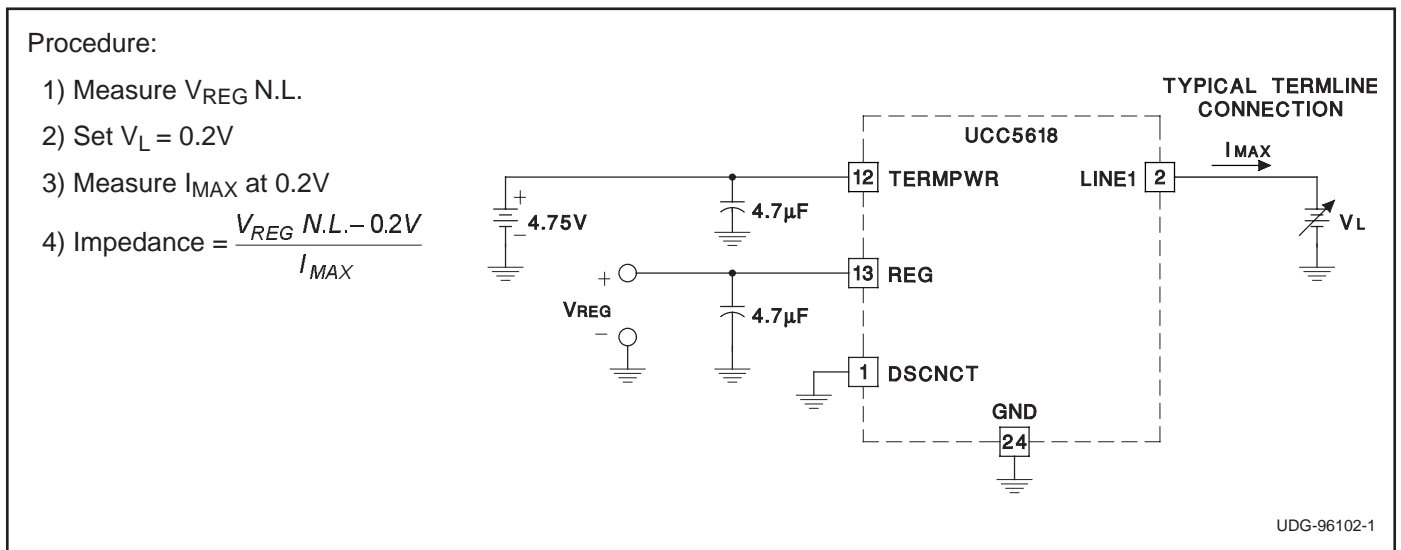 Procedure:
1) Measure VREG N.L.
2) Set VL = 0.2V
3) Measure IMAX at 0.2V
4) Impedance = VREG N.L.– 0.2V
IMAX
TYPICAL TERMLINE
CONNECTION
UCC5618
I MAX
12 TERMPWR
LINE1 2
+
–
4.75V
4.7µF
VL
13 REG
+
VREG
–
4.7µF
1 DSCNCT
GND
24
UDG-96102-1